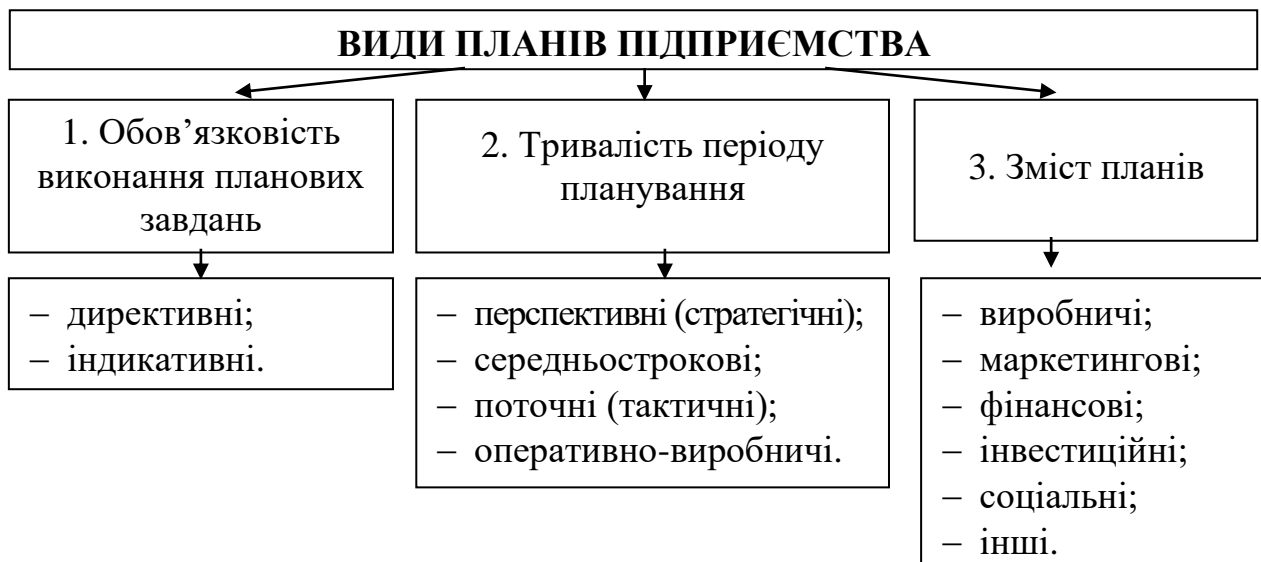 ВИДИ ПЛАНІВ ПІДПРИЄМСТВА
1. Обов’язковість
виконання планових
завдань
2. Тривалість періоду
планування
3. Зміст планів
– директивні;
– індикативні.
– перспективні (стратегічні);
– середньострокові;
– поточні (тактичні);
– оперативно-виробничі.
– виробничі;
– маркетингові;
– фінансові;
– інвестиційні;
– соціальні;
– інші.